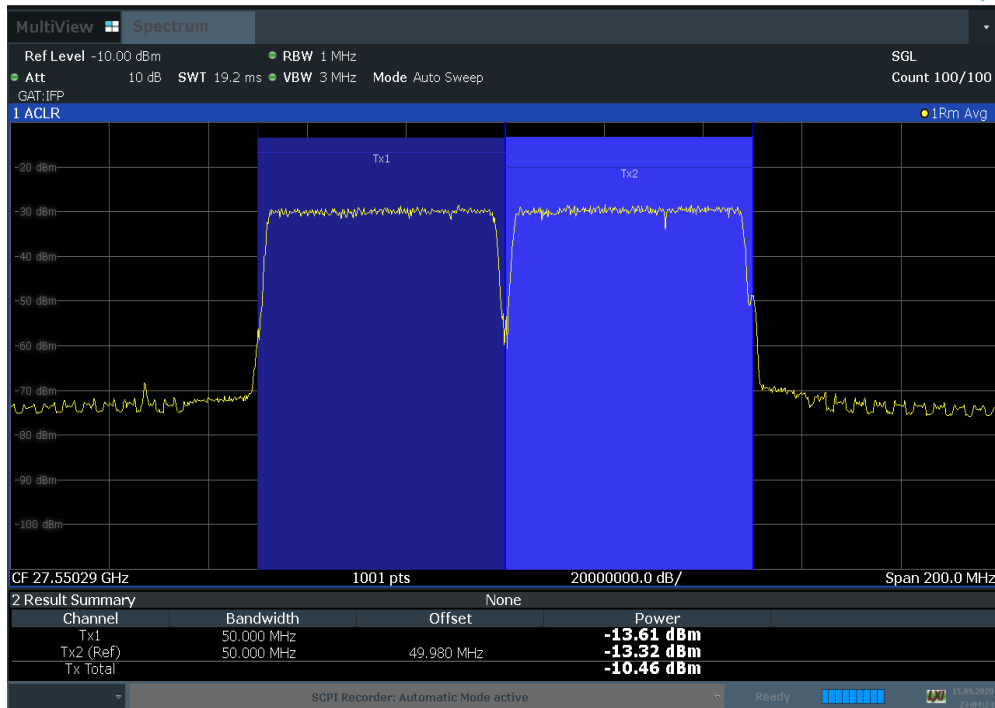 MultiView Spectrum
Ref Level -10.00 dBm RBW 1 MHz SGL
Att 10 dB SWT 19.2 ms VBW 3 MHz Mode Auto Sweep Count 100/100
GAT:IFP
1 ACLR 1Rm Avg
Tx1
-20 dBm
Tx2
-30 dBm
-40 dBm
-50 dBm
-60 dBm
-70 dBm
-80 dBm
-90 dBm
-100 dBm
CF 27.55029 GHz 1001 pts 20000000.0 dB/ Span 200.0 MHz
2 Result Summary None
Channel Bandwidth Offset Power
Tx1 50.000 MHz -13.61 dBm
Tx2 (Ref) 50.000 MHz 49.980 MHz -13.32 dBm
Tx Total -10.46 dBm
SCPI Recorder: Automatic Mode active Ready LXI 15.09.2020
23:04:24